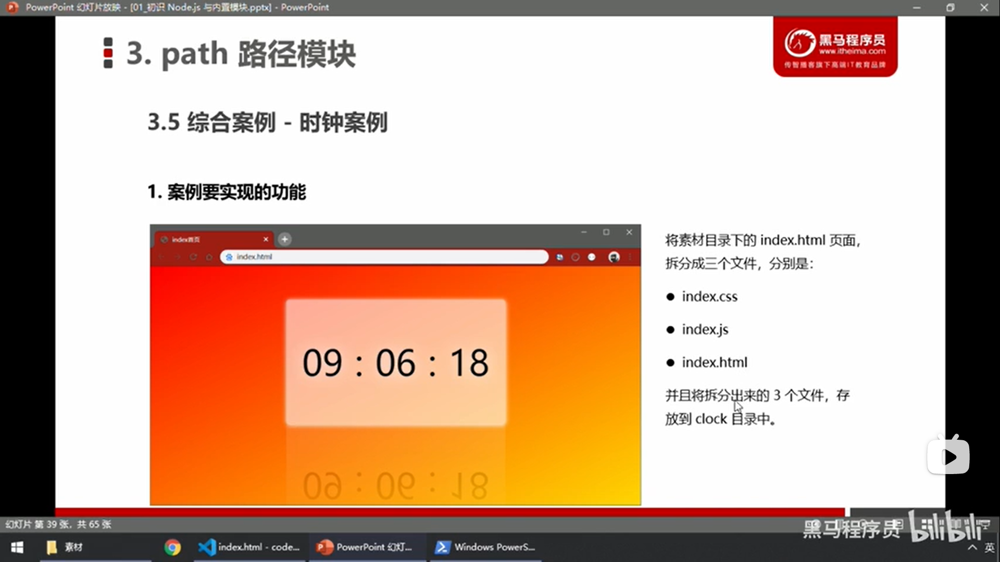 PowerPoint 幻灯片放映 - [01_初识 Node.js 与内置模块.pptx] - PowerPoint
黑马程序员
www.itheima.com
传智播客旗下高端IT教育品牌
3. path 路径模块
3.5 综合案例 - 时钟案例
1. 案例要实现的功能
index首页
index.html
09 : 06 : 18
09 : 06 : 18
将素材目录下的 index.html 页面，
拆分成三个文件，分别是：
● index.css
● index.js
● index.html
并且将拆分出来的 3 个文件，存
放到 clock 目录中。
幻灯片 第 39 张，共 65 张
黑马程序员 bilibili
素材
index.html - code...
PowerPoint 幻灯...
Windows PowerS...
英